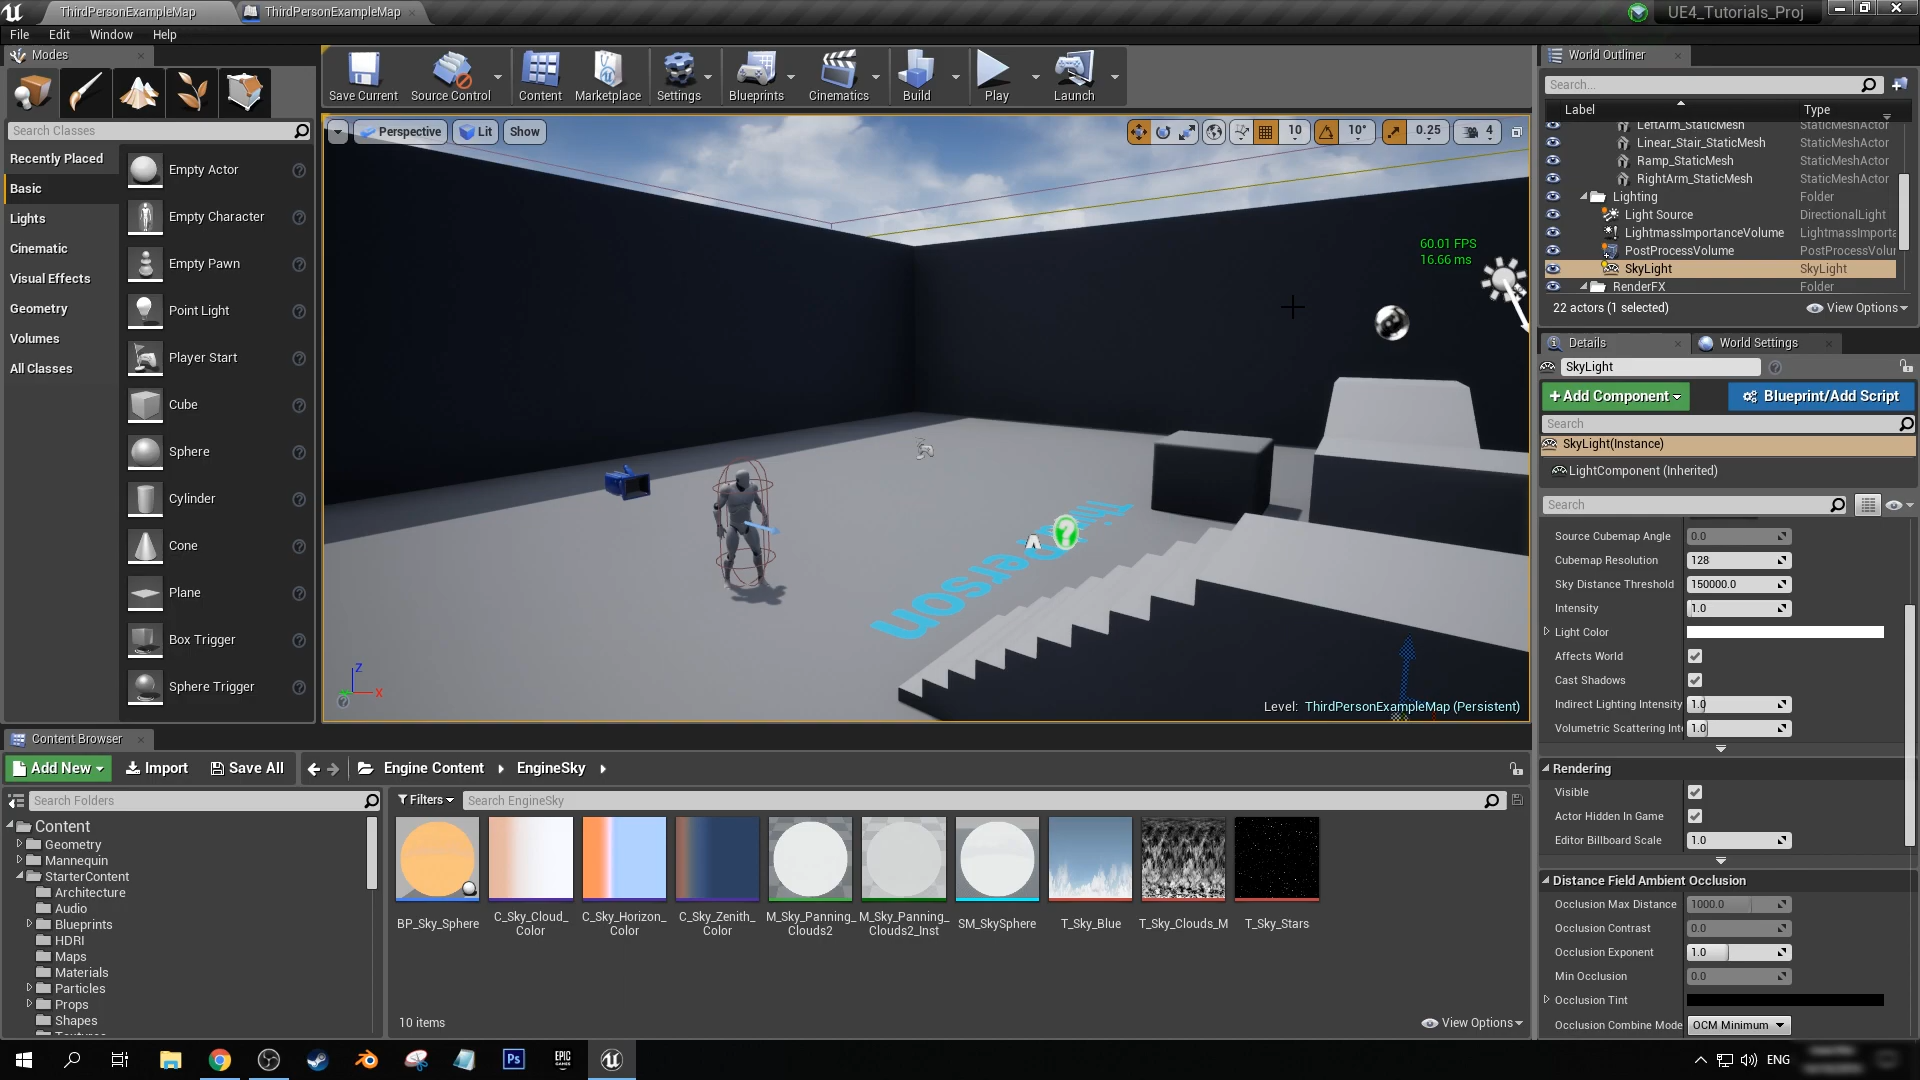 ThirdPersonExampleMap
ThirdPersonExampleMap
UE4_Tutorials_Proj
File Edit Window Help
Modes
Search Classes
Recently Placed
Basic
Lights
Cinematic
Visual Effects
Geometry
Volumes
All Classes
Empty Actor
Empty Character
Empty Pawn
Point Light
Player Start
Cube
Sphere
Cylinder
Cone
Plane
Box Trigger
Sphere Trigger
Save Current Source Control Content Marketplace Settings Blueprints Cinematics Build Play Launch
Perspective Lit Show
10 10° 0.25 4
60.01 FPS
16.66 ms
Z
X
Level: ThirdPersonExampleMap (Persistent)
World Outliner
Search...
Label Type
LeftArm_StaticMesh StaticMeshActor
Linear_Stair_StaticMesh StaticMeshActor
Ramp_StaticMesh StaticMeshActor
RightArm_StaticMesh StaticMeshActor
Lighting Folder
Light Source DirectionalLight
LightmassImportanceVolume LightmassImporta
PostProcessVolume PostProcessVolur
SkyLight SkyLight
RenderFX Folder
22 actors (1 selected) View Options
Details World Settings
SkyLight
+Add Component Blueprint/Add Script
Search
SkyLight(Instance)
LightComponent (Inherited)
Search
Source Cubemap Angle 0.0
Cubemap Resolution 128
Sky Distance Threshold 150000.0
Intensity 1.0
Light Color
Affects World
Cast Shadows
Indirect Lighting Intensity 1.0
Volumetric Scattering Int 1.0
Rendering
Visible
Actor Hidden In Game
Editor Billboard Scale 1.0
Distance Field Ambient Occlusion
Occlusion Max Distance 1000.0
Occlusion Contrast 0.0
Occlusion Exponent 1.0
Min Occlusion 0.0
Occlusion Tint
Occlusion Combine Mode OCM Minimum
Content Browser
Add New Import Save All Engine Content EngineSky
Search Folders
Filters Search EngineSky
Content
Geometry
Mannequin
StarterContent
Architecture
Audio
Blueprints
HDRI
Maps
Materials
Particles
Props
Shapes
BP_Sky_Sphere
C_Sky_Cloud_
Color
C_Sky_Horizon_
Color
C_Sky_Zenith_
Color
M_Sky_Panning_
Clouds2
M_Sky_Panning_
Clouds2_Inst
SM_SkySphere
T_Sky_Blue
T_Sky_Clouds_M
T_Sky_Stars
10 items View Options
Ps
EPIC
GAMES
ENG